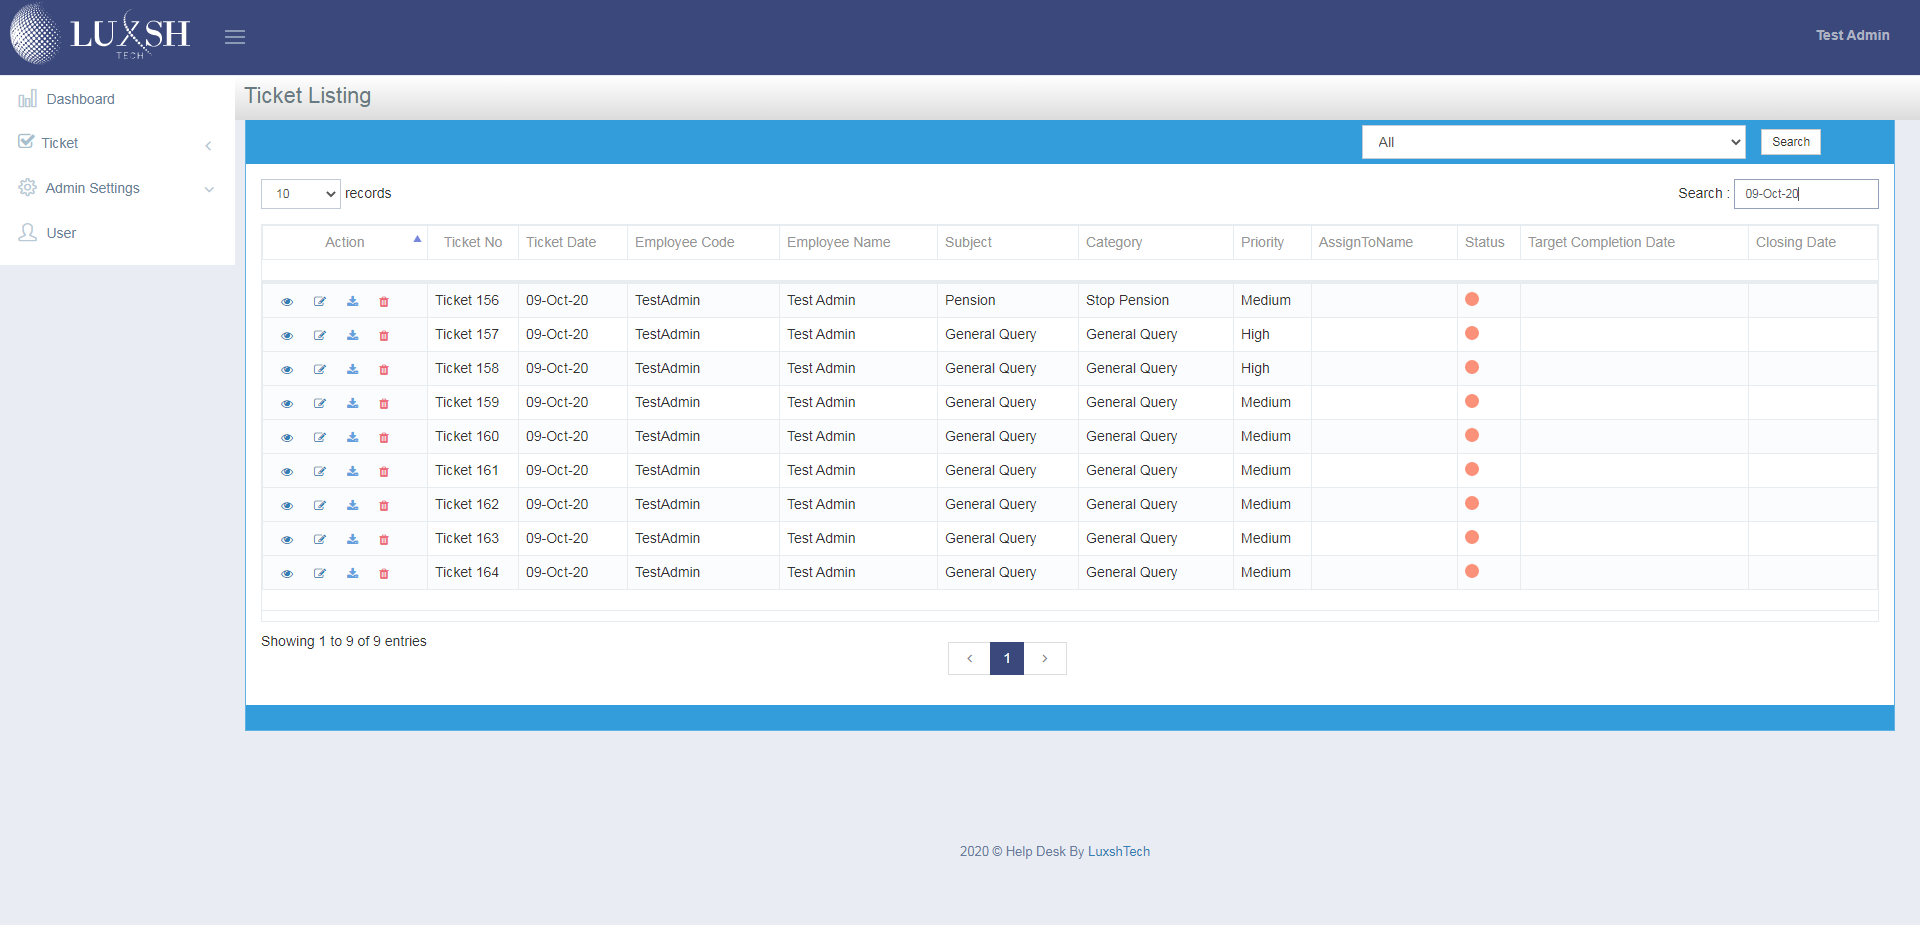 LUXSH
TECH
Test Admin
Dashboard
Ticket
Admin Settings
User
Ticket Listing
All Search
10 records Search : 09-Oct-20
Action Ticket No Ticket Date Employee Code Employee Name Subject Category Priority AssignToName Status Target Completion Date Closing Date
Ticket 156 09-Oct-20 TestAdmin Test Admin Pension Stop Pension Medium
Ticket 157 09-Oct-20 TestAdmin Test Admin General Query General Query High
Ticket 158 09-Oct-20 TestAdmin Test Admin General Query General Query High
Ticket 159 09-Oct-20 TestAdmin Test Admin General Query General Query Medium
Ticket 160 09-Oct-20 TestAdmin Test Admin General Query General Query Medium
Ticket 161 09-Oct-20 TestAdmin Test Admin General Query General Query Medium
Ticket 162 09-Oct-20 TestAdmin Test Admin General Query General Query Medium
Ticket 163 09-Oct-20 TestAdmin Test Admin General Query General Query Medium
Ticket 164 09-Oct-20 TestAdmin Test Admin General Query General Query Medium
Showing 1 to 9 of 9 entries
1
2020 © Help Desk By LuxshTech